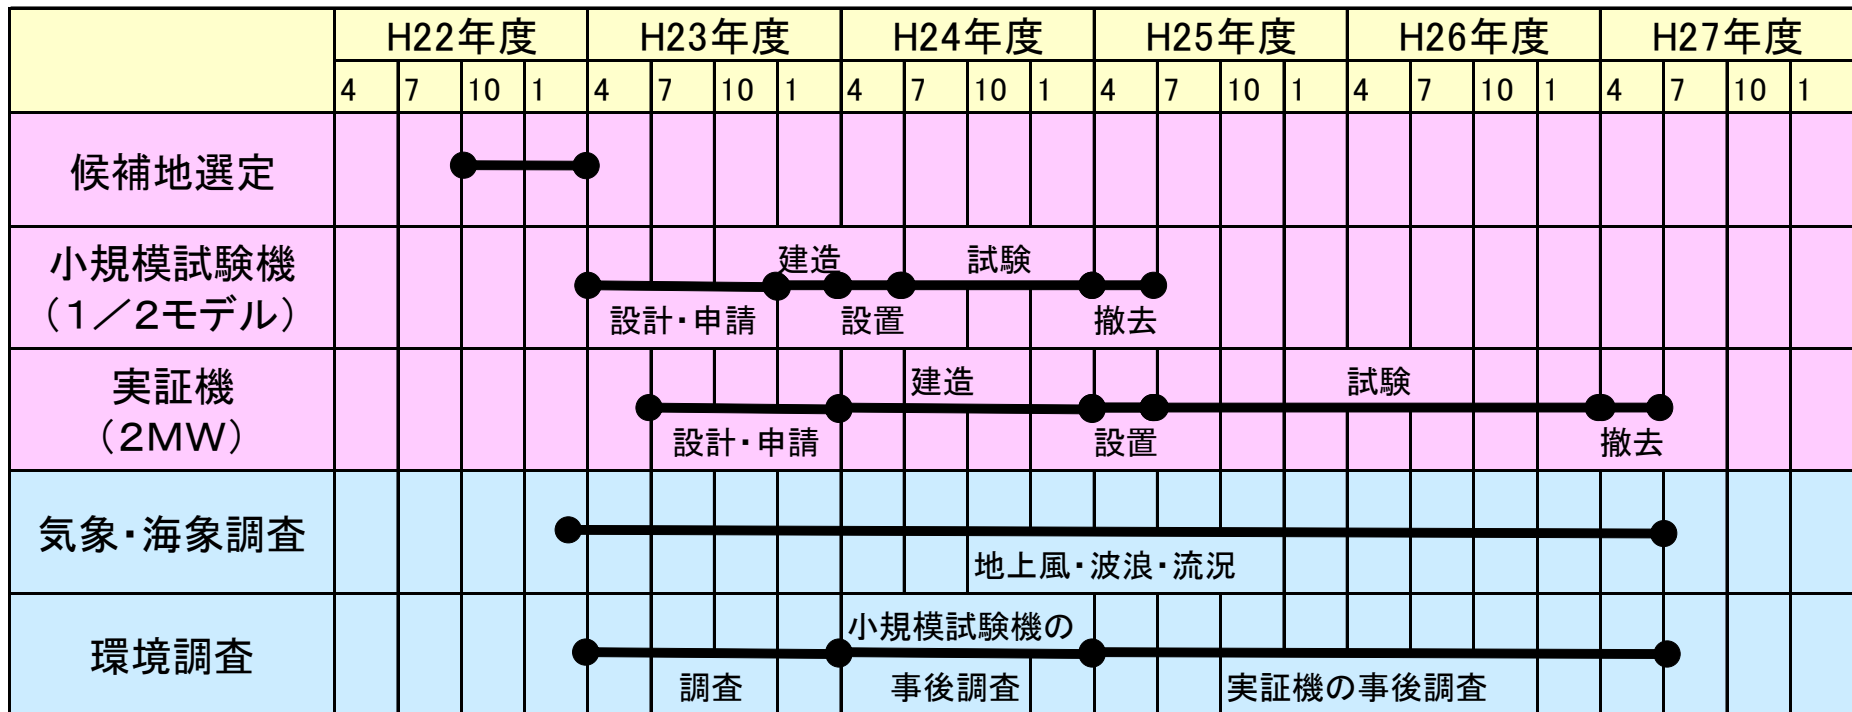 H22年度 H23年度 H24年度 H25年度 H26年度 H27年度
4 7 10 1 4 7 10 1 4 7 10 1 4 7 10 1 4 7 10 1 4 7 10 1
候補地選定
小規模試験機
(1/2モデル)
建造 試験
設計・申請 設置 撤去
実証機
(2MW)
建造 試験
設計・申請 設置 撤去
気象・海象調査
地上風・波浪・流況
環境調査
小規模試験機の
調査 事後調査 実証機の事後調査